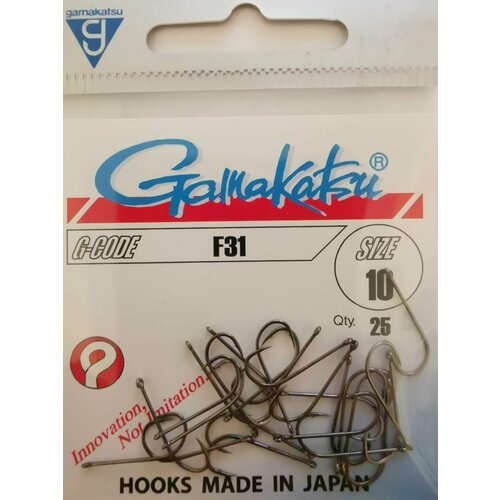 gamakatsu
g
Gamakatsu®
G-CODE F31 SIZE
10
Qty. 25
Innovation,
Not Imitation.
HOOKS MADE IN JAPAN